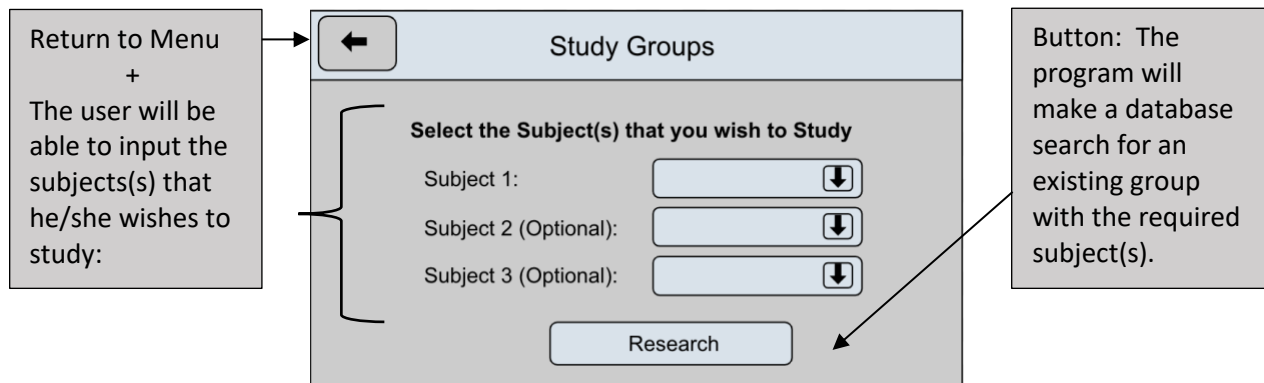 Return to Menu
+
The user will be
able to input the
subjects(s) that
he/she wishes to
study:
Study Groups
Select the Subject(s) that you wish to Study
Subject 1:
Subject 2 (Optional):
Subject 3 (Optional):
Research
Button: The
program will
make a database
search for an
existing group
with the required
subject(s).